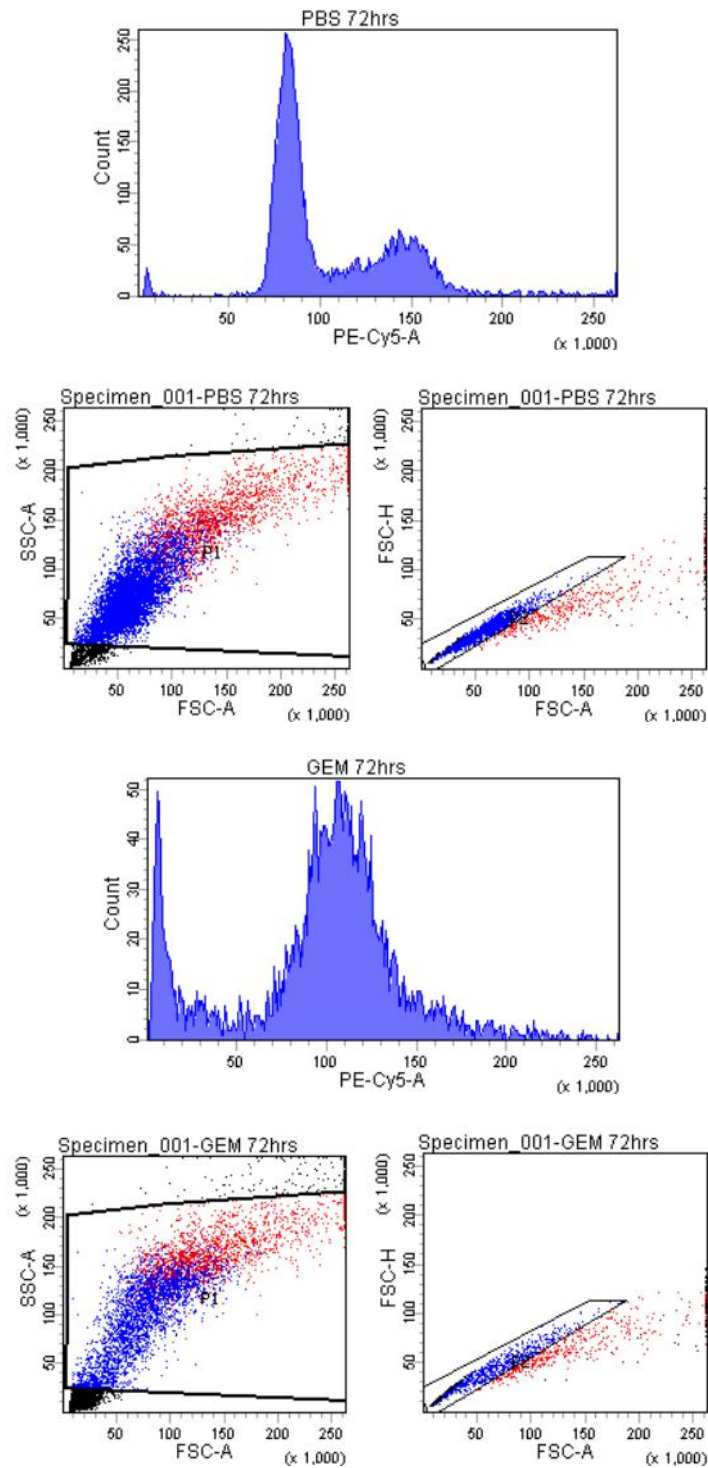 PBS 72hrs
Count
0 50 100 150 200 250
50 100 150 200 250
PE-Cy5-A
(x 1,000)
Specimen_001-PBS 72hrs
SSC-A
(x 1,000)
50 100 150 200 250
P1
50 100 150 200 250
FSC-A
(x 1,000)
Specimen_001-PBS 72hrs
FSC-H
(x 1,000)
50 100 150 200 250
P2
50 100 150 200 250
FSC-A
(x 1,000)
GEM 72hrs
Count
0 10 20 30 40 50
50 100 150 200 250
PE-Cy5-A
(x 1,000)
Specimen_001-GEM 72hrs
SSC-A
(x 1,000)
50 100 150 200 250
P1
50 100 150 200 250
FSC-A
(x 1,000)
Specimen_001-GEM 72hrs
FSC-H
(x 1,000)
50 100 150 200 250
50 100 150 200 250
FSC-A
(x 1,000)